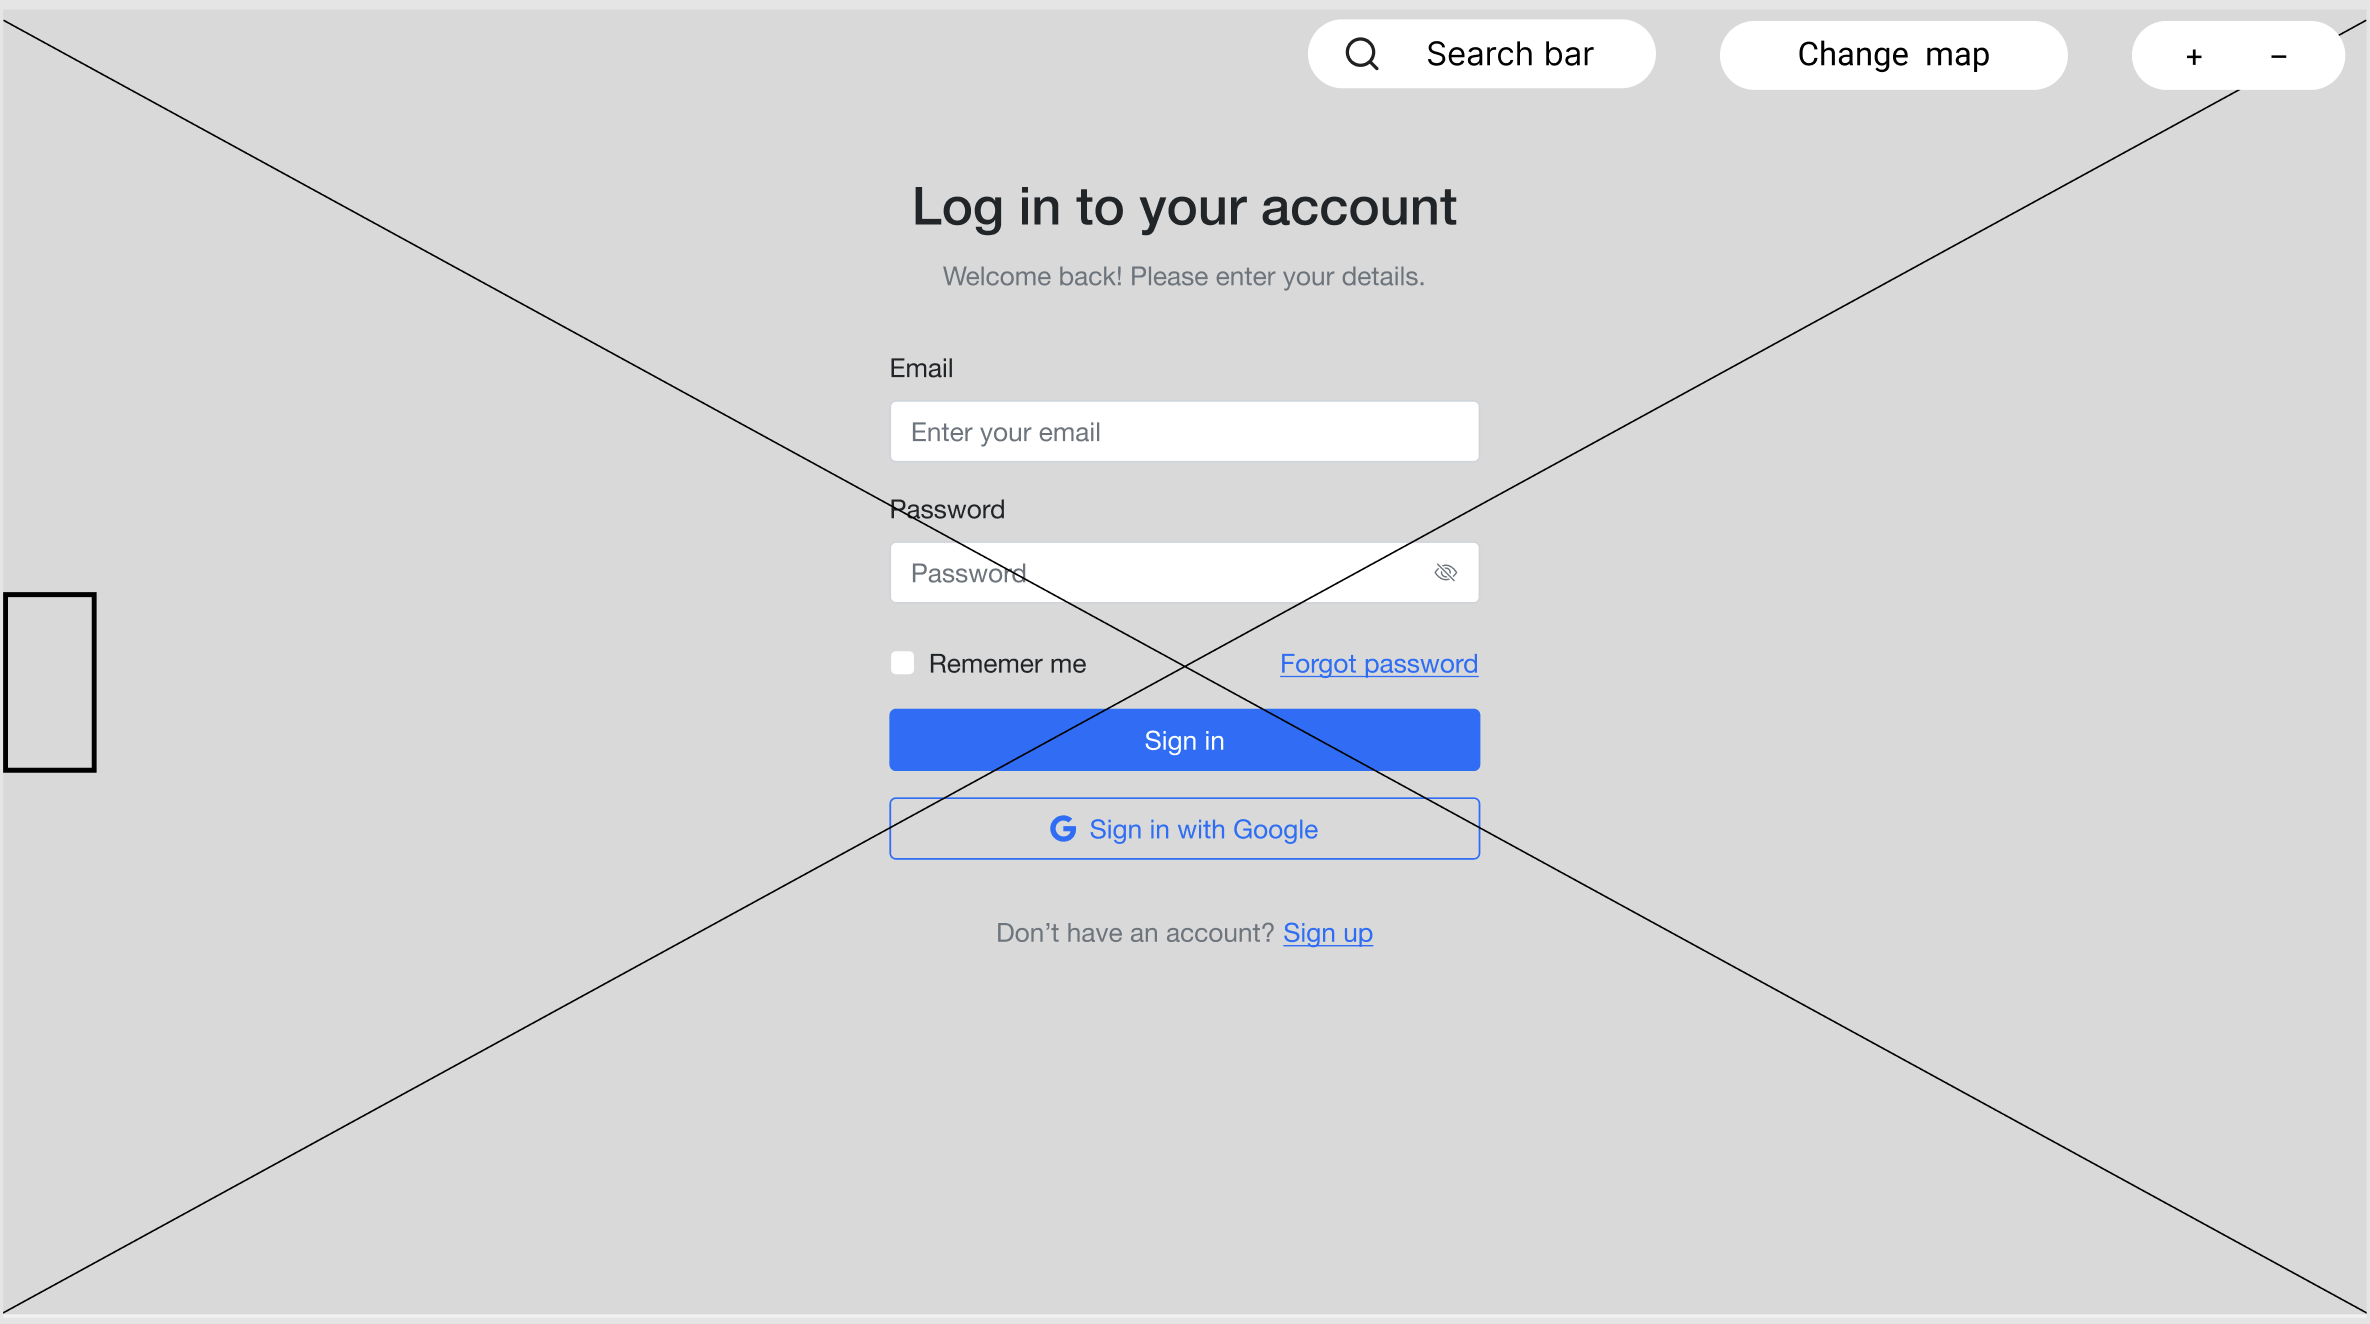 Search bar
Change map
+ −
Log in to your account
Welcome back! Please enter your details.
Email
Enter your email
Password
Password
Rememer me
Forgot password
Sign in
Sign in with Google
Don’t have an account? Sign up